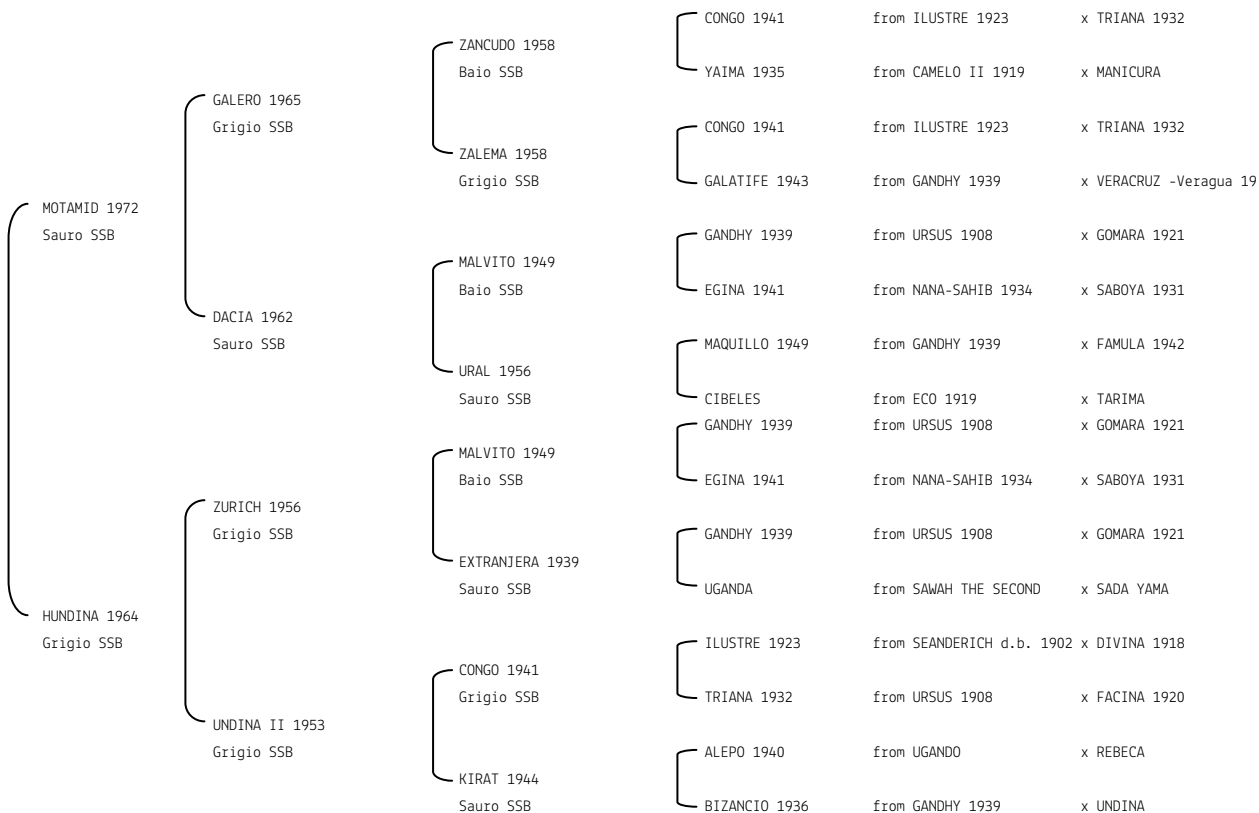 CONGO 1941 from ILUSTRE 1923 x TRIANA 1932
ZANCUDO 1958
Baio SSB YAIMA 1935 from CAMELO II 1919 x MANICURA
GALERO 1965
Grigio SSB CONGO 1941 from ILUSTRE 1923 x TRIANA 1932
ZALEMA 1958
Grigio SSB GALATIFE 1943 from GANDHY 1939 x VERACRUZ -Veragua 19
MOTAMID 1972
Sauro SSB GANDHY 1939 from URSUS 1908 x GOMARA 1921
MALVITO 1949
Baio SSB EGINA 1941 from NANA-SAHIB 1934 x SABOYA 1931
DACIA 1962
Sauro SSB MAQUILLO 1949 from GANDHY 1939 x FAMULA 1942
URAL 1956
Sauro SSB CIBELES from ECO 1919 x TARIMA
GANDHY 1939 from URSUS 1908 x GOMARA 1921
MALVITO 1949
Baio SSB EGINA 1941 from NANA-SAHIB 1934 x SABOYA 1931
ZURICH 1956
Grigio SSB GANDHY 1939 from URSUS 1908 x GOMARA 1921
EXTRANJERA 1939
Sauro SSB UGANDA from SAWAH THE SECOND x SADA YAMA
HUNDINA 1964
Grigio SSB ILUSTRE 1923 from SEANDERICH d.b. 1902 x DIVINA 1918
CONGO 1941
Grigio SSB TRIANA 1932 from URSUS 1908 x FACINA 1920
UNDINA II 1953
Grigio SSB ALEPO 1940 from UGANDO x REBECA
KIRAT 1944
Sauro SSB BIZANCIO 1936 from GANDHY 1939 x UNDINA